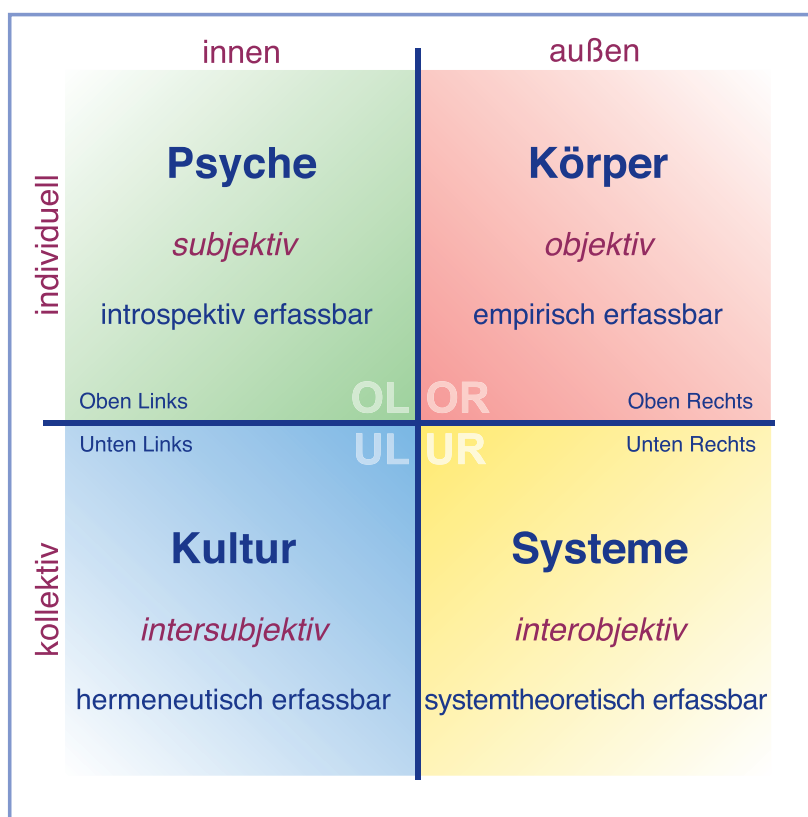 innen
außen
individuell
Psyche
subjektiv
introspektiv erfassbar
Oben Links
OL
Körper
objektiv
empirisch erfassbar
OR
Oben Rechts
kollektiv
Unten Links
UL
Kultur
intersubjektiv
hermeneutisch erfassbar
UR
Unten Rechts
Systeme
interobjektiv
systemtheoretisch erfassbar